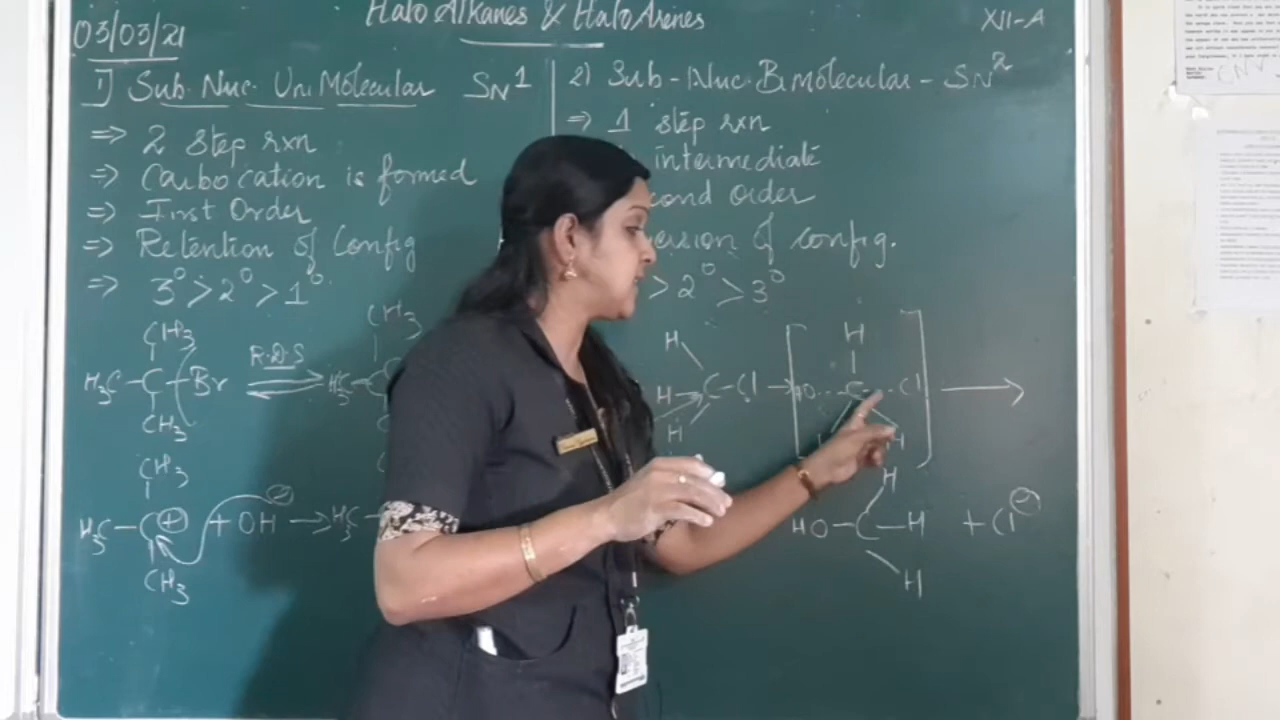 03/03/21
Halo Alkanes & Halo Arenes
XII-A
1) Sub. Nuc. Uni Molecular SN1
⇒ 2 step rxn
⇒ Carbocation is formed
⇒ First Order
⇒ Retention of Config
⇒ 3° > 2° > 1°
CH3
H3C-C-Br
CH3
R.D.S
CH3
H3C-C
CH3
H3C-C⊕ + OH⊖ → H3C-
CH3
2) Sub-Nuc-Bimolecular - SN2
⇒ 1 step rxn
intermediate
cond order
ersion of config.
> 2° > 3°
H
H-C-Cl →
H
H
HO...C...Cl
H
→
H
HO-C-H + Cl⊖
H